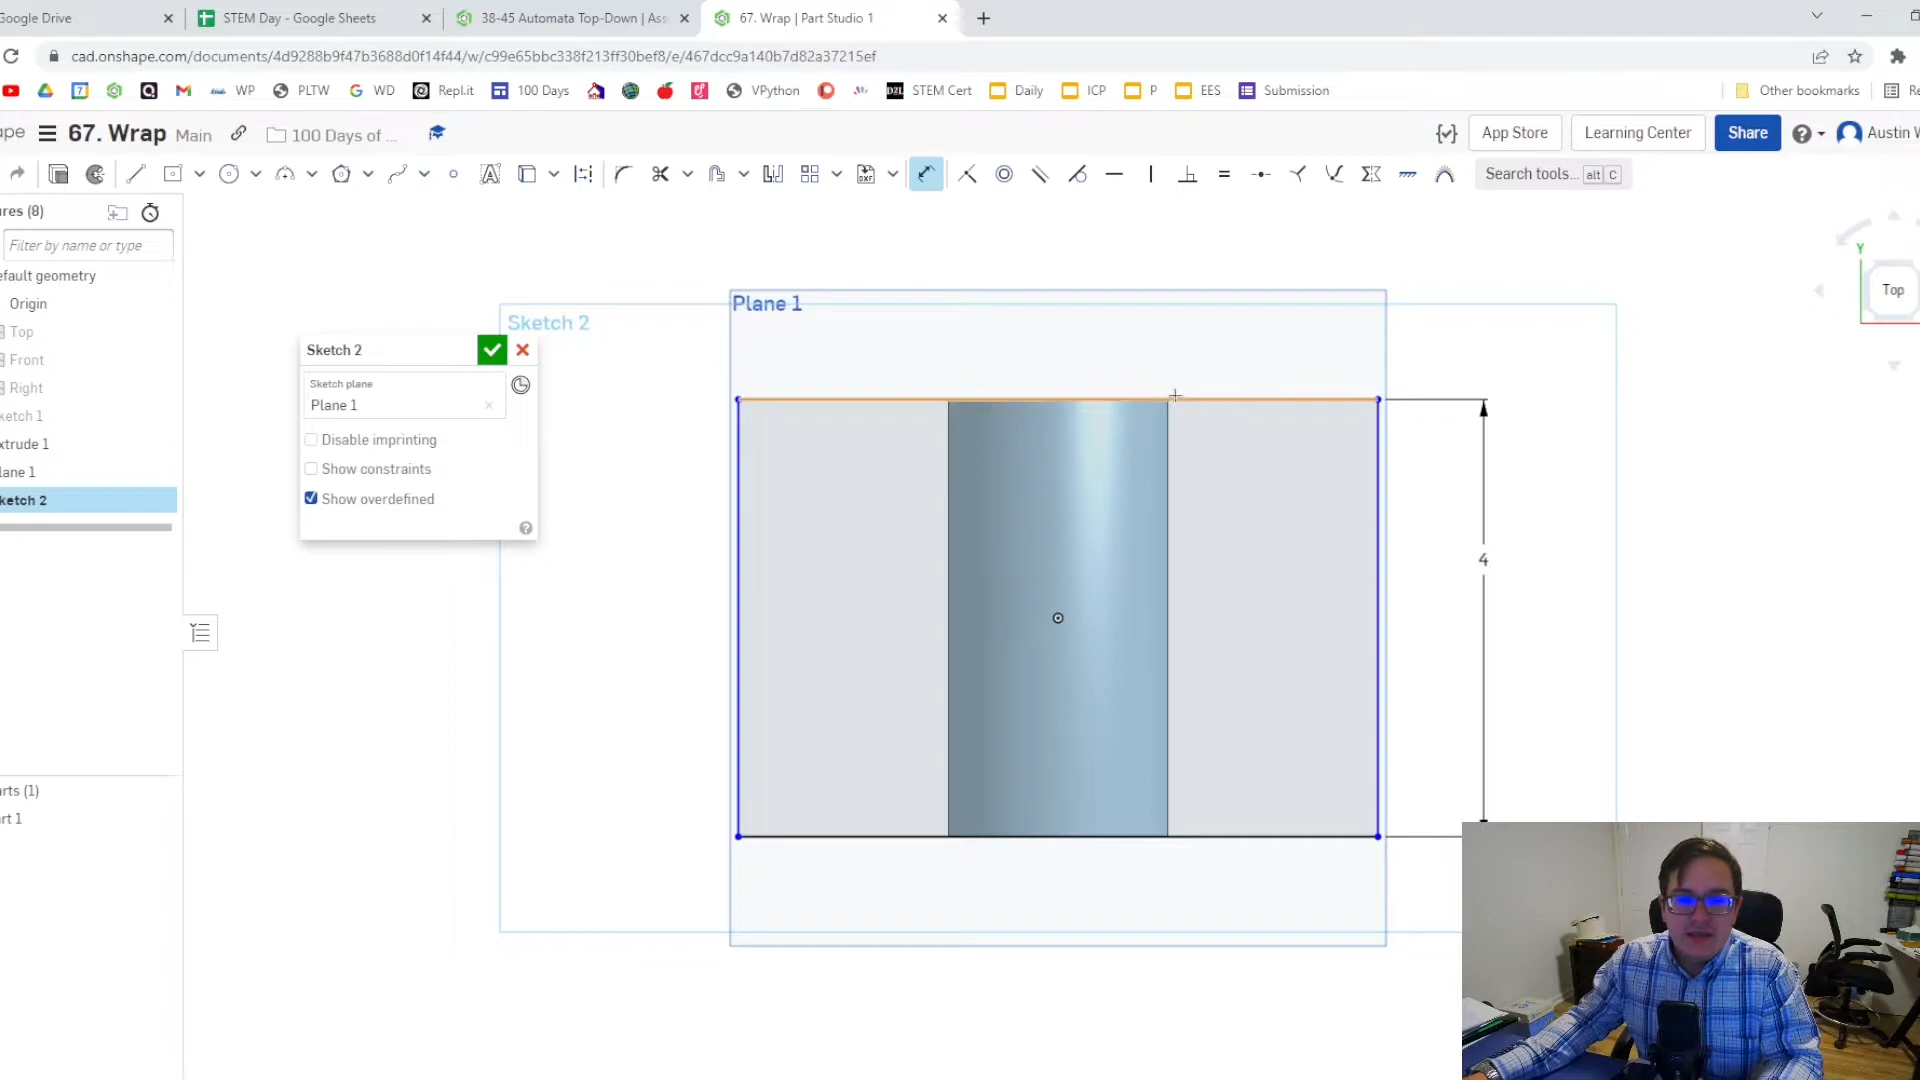 Google Drive
STEM Day - Google Sheets
38-45 Automata Top-Down | Ass
67. Wrap | Part Studio 1
cad.onshape.com/documents/4d9288b9f47b3688d0f14f44/w/c99e65bbc338f213ff30bef8/e/467dcc9a140b7d82a37215ef
WP
PLTW
WD
Repl.it
100 Days
VPython
STEM Cert
Daily
ICP
P
EES
Submission
Other bookmarks
Re
pe
67. Wrap Main
100 Days of ...
App Store
Learning Center
Share
Austin W
Search tools... alt C
ures (8)
Filter by name or type
efault geometry
Origin
Top
Front
Right
ketch 1
xtrude 1
lane 1
ketch 2
arts (1)
art 1
Sketch 2
Sketch plane
Plane 1
Disable imprinting
Show constraints
Show overdefined
Sketch 2
Plane 1
4
Y
Top